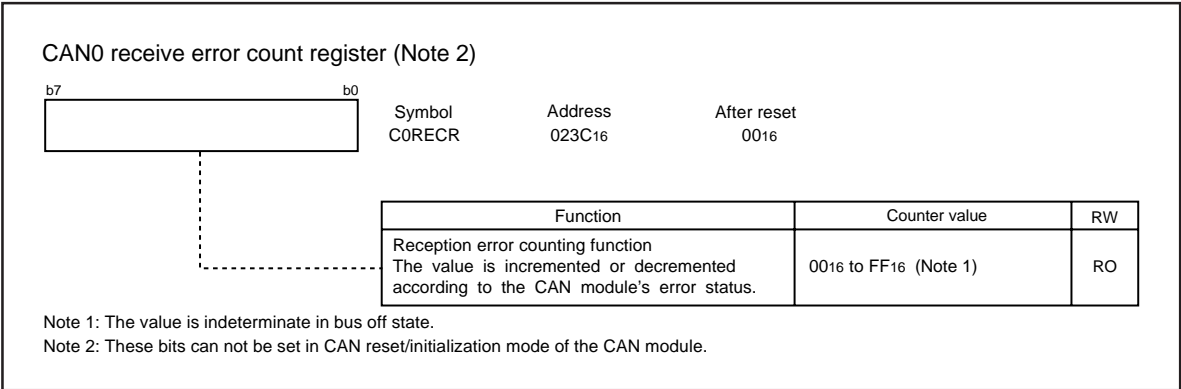 CAN0 receive error count register (Note 2)
b7 b0
Symbol Address After reset
C0RECR 023C16 0016
Function Counter value RW
Reception error counting function
The value is incremented or decremented 0016 to FF16 (Note 1) RO
according to the CAN module's error status.
Note 1: The value is indeterminate in bus off state.
Note 2: These bits can not be set in CAN reset/initialization mode of the CAN module.